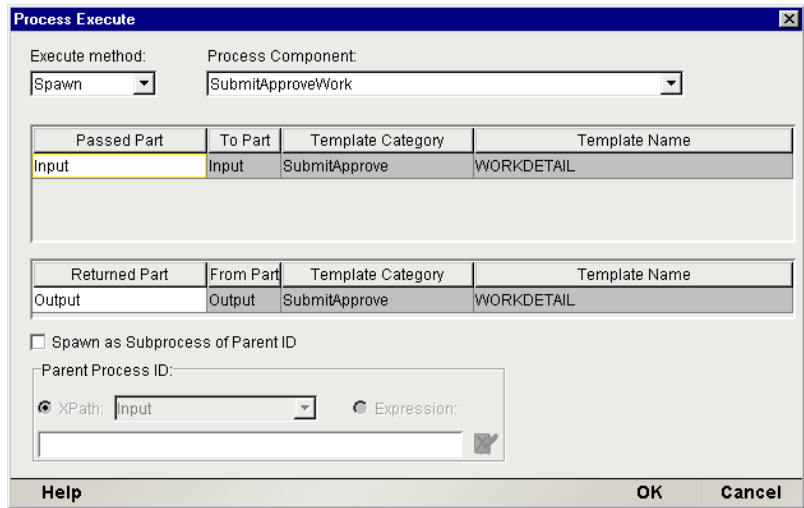 Process Execute
Execute method: Process Component:
Spawn SubmitApproveWork
Passed Part To Part Template Category Template Name
Input Input SubmitApprove WORKDETAIL
Returned Part From Part Template Category Template Name
Output Output SubmitApprove WORKDETAIL
Spawn as Subprocess of Parent ID
Parent Process ID:
XPath: Input Expression:
Help OK Cancel